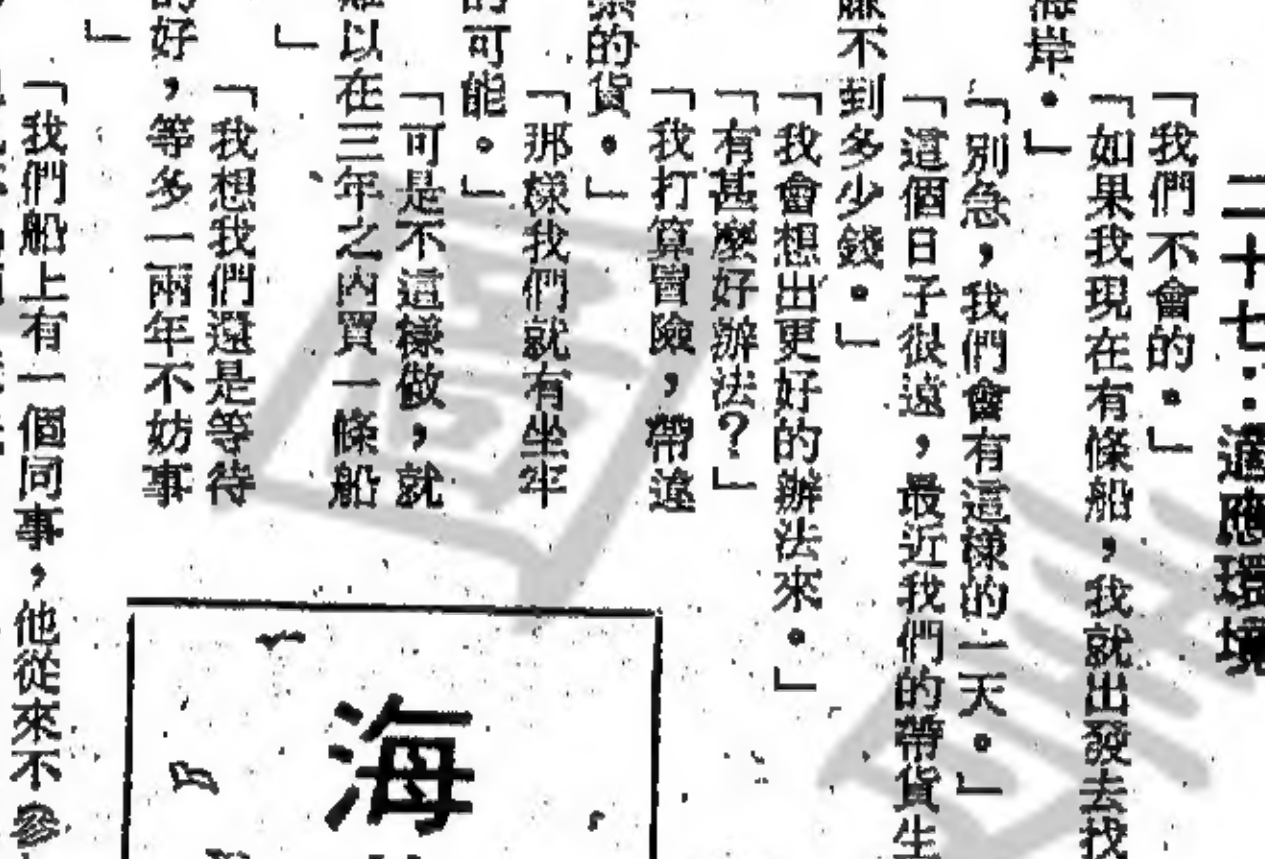 二十七：適應環境
「我們不會的。」
「如果我現在有條船，我就出發去找
海岸。」
「別急，我們會有這樣的一天。」
「這個日子很遠，最近我們的帶貨生
賺不到多少錢。」
「我會想出更好的辦法來。」
「有甚麼好辦法？」
「我打算冒險，帶違
禁的貨。」
「那樣我們就有坐牢
的可能。」
「可是不這樣做，就
難以在三年之內買一條船
」
「我想我們還是等待
的好，等多一兩年不妨事
」
「我們船上有一個同事，他從來不參
海